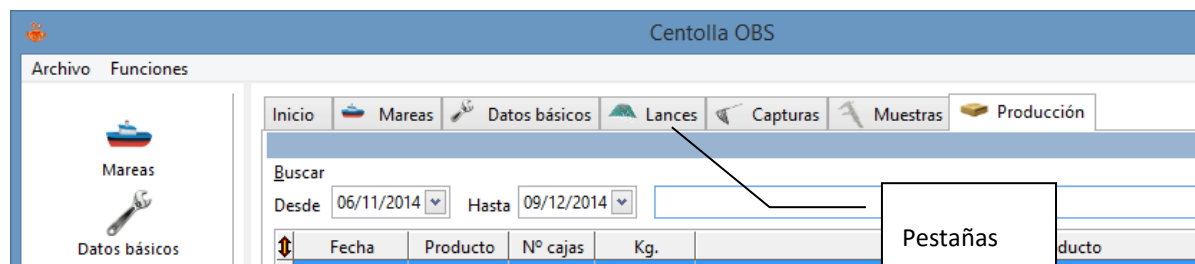 Centolla OBS
Archivo Funciones
Inicio Mareas Datos básicos Lances Capturas Muestras Producción
Mareas
Datos básicos
Buscar
Desde 06/11/2014 Hasta 09/12/2014
Fecha Producto Nº cajas Kg. ducto
Pestañas